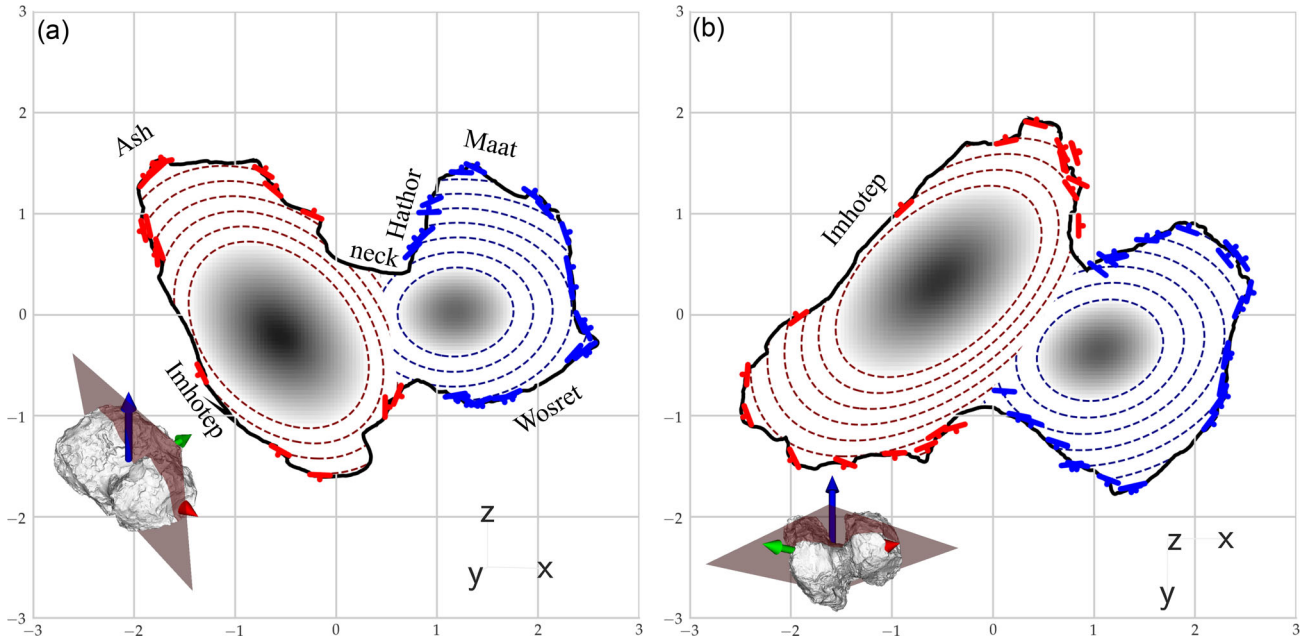 (a)
3
2
1
0
−1
−2
−3
−3 −2 −1 0 1 2 3
Ash
Maat
Hathor
neck
Imhotep
Wosret
z
y x
(b)
3
2
1
0
−1
−2
−3
−3 −2 −1 0 1 2 3
Imhotep
z x
y